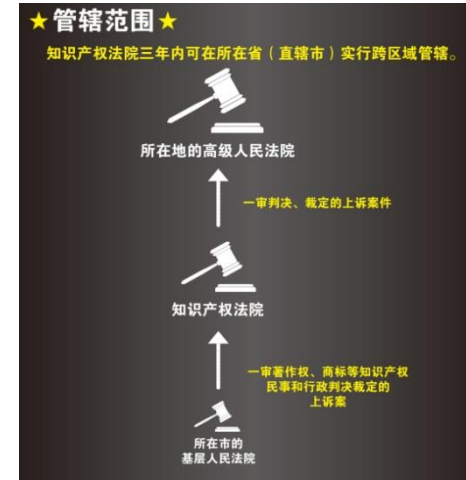 ★管辖范围★
知识产权法院三年内可在所在省（直辖市）实行跨区域管辖。
所在地的高级人民法院
一审判决、裁定的上诉案件
知识产权法院
一审著作权、商标等知识产权
民事和行政判决裁定的
上诉案
所在市的
基层人民法院